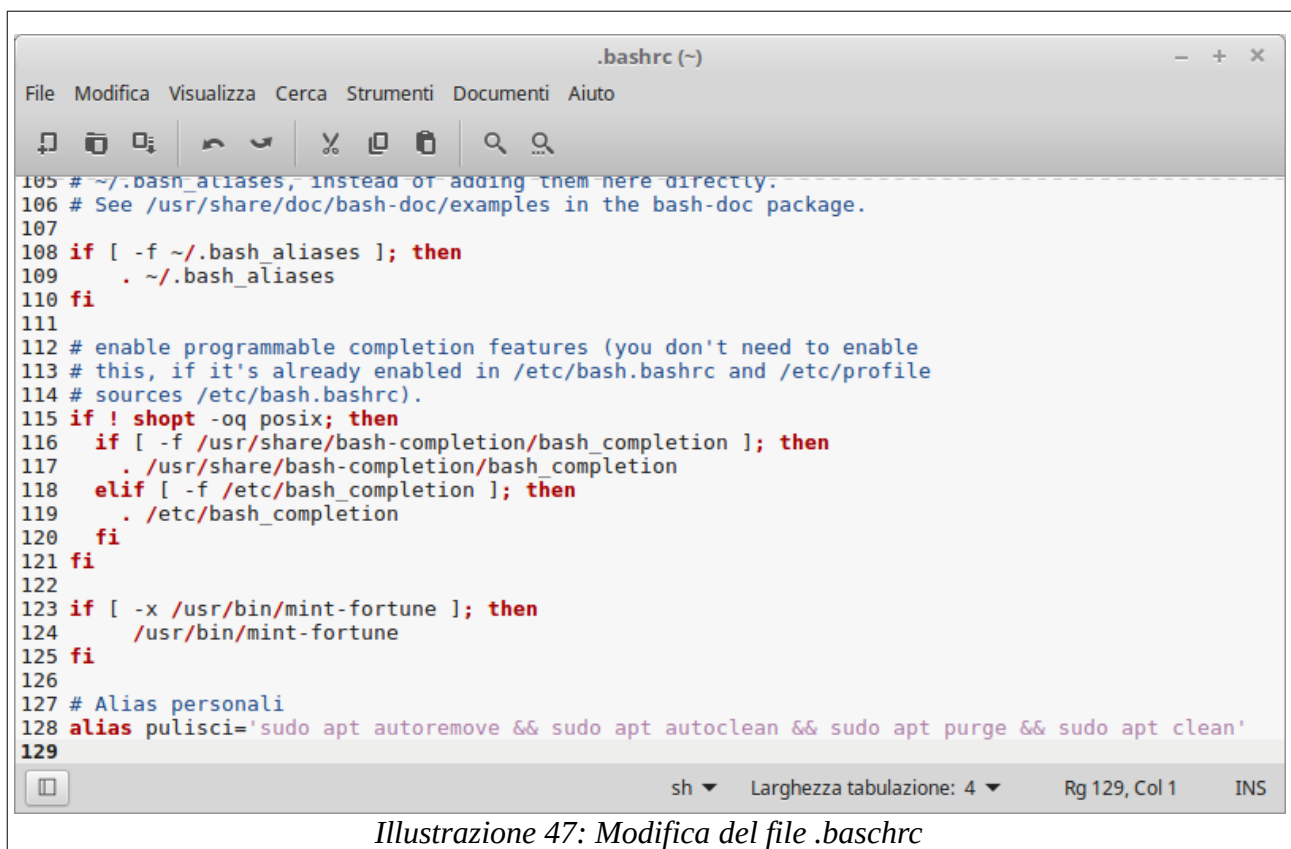 .bashrc (~)
File Modifica Visualizza Cerca Strumenti Documenti Aiuto
105 # ~/.bash_aliases, instead of adding them here directly.
106 # See /usr/share/doc/bash-doc/examples in the bash-doc package.
107
108 if [ -f ~/.bash_aliases ]; then
109     . ~/.bash_aliases
110 fi
111
112 # enable programmable completion features (you don't need to enable
113 # this, if it's already enabled in /etc/bash.bashrc and /etc/profile
114 # sources /etc/bash.bashrc).
115 if ! shopt -oq posix; then
116   if [ -f /usr/share/bash-completion/bash_completion ]; then
117     . /usr/share/bash-completion/bash_completion
118   elif [ -f /etc/bash_completion ]; then
119     . /etc/bash_completion
120   fi
121 fi
122
123 if [ -x /usr/bin/mint-fortune ]; then
124      /usr/bin/mint-fortune
125 fi
126
127 # Alias personali
128 alias pulisci='sudo apt autoremove && sudo apt autoclean && sudo apt purge && sudo apt clean'
129
sh Larghezza tabulazione: 4 Rg 129, Col 1 INS
Illustrazione 47: Modifica del file .baschrc